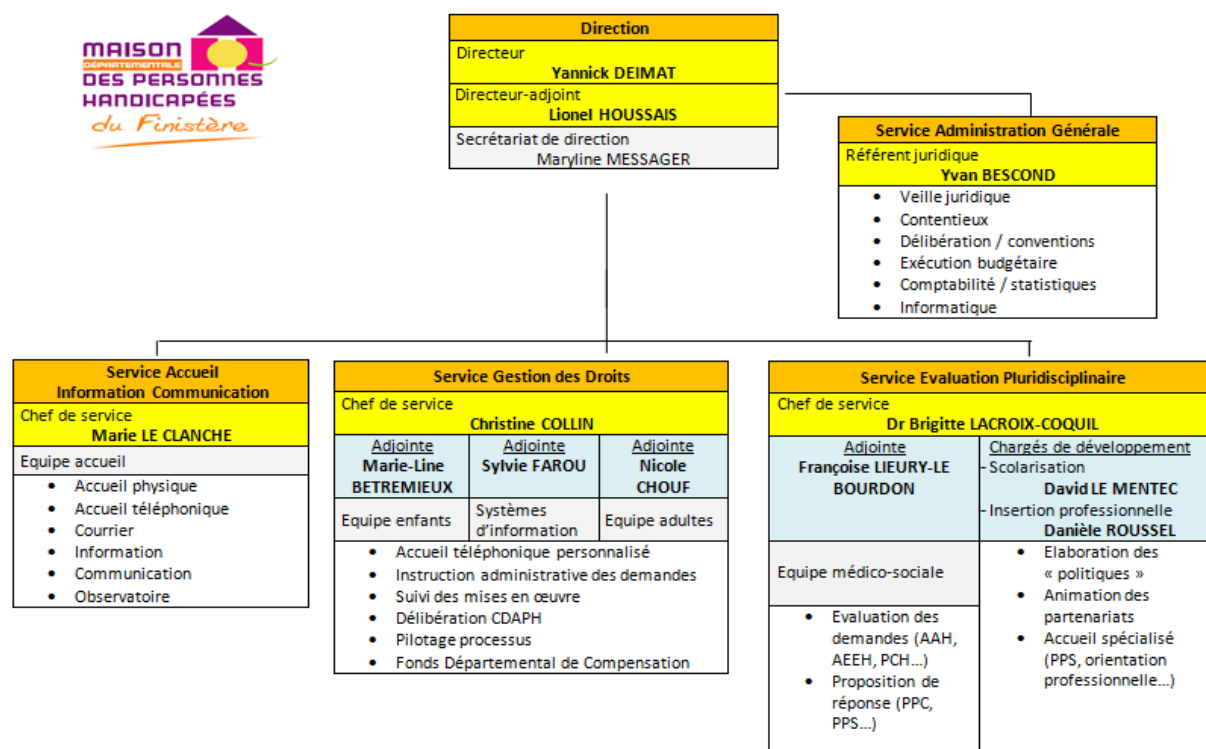 MAISON
DÉPARTEMENTALE
DES PERSONNES
HANDICAPÉES
du Finistère
Direction
Directeur
Yannick DEIMAT
Directeur-adjoint
Lionel HOUSSAIS
Secrétariat de direction
Maryline MESSAGER
Service Administration Générale
Référent juridique
Yvan BESCOND
• Veille juridique
• Contentieux
• Délibération / conventions
• Exécution budgétaire
• Comptabilité / statistiques
• Informatique
Service Accueil
Information Communication
Chef de service
Marie LE CLANCHE
Equipe accueil
• Accueil physique
• Accueil téléphonique
• Courrier
• Information
• Communication
• Observatoire
Service Gestion des Droits
Chef de service
Christine COLLIN
Adjointe
Marie-Line
BETREMIEUX
Equipe enfants
Adjointe
Sylvie FAROU
Systèmes
d'information
Adjointe
Nicole
CHOUF
Equipe adultes
• Accueil téléphonique personnalisé
• Instruction administrative des demandes
• Suivi des mises en œuvre
• Délibération CDAPH
• Pilotage processus
• Fonds Départemental de Compensation
Service Evaluation Pluridisciplinaire
Chef de service
Dr Brigitte LACROIX-COQUIL
Adjointe
Françoise LIEURY-LE
BOURDON
Equipe médico-sociale
• Evaluation des
demandes (AAH,
AEEH, PCH...)
• Proposition de
réponse (PPC,
PPS...)
Chargés de développement
- Scolarisation
David LE MENTEC
- Insertion professionnelle
Danièle ROUSSEL
• Elaboration des
« politiques »
• Animation des
partenariats
• Accueil spécialisé
(PPS, orientation
professionnelle...)